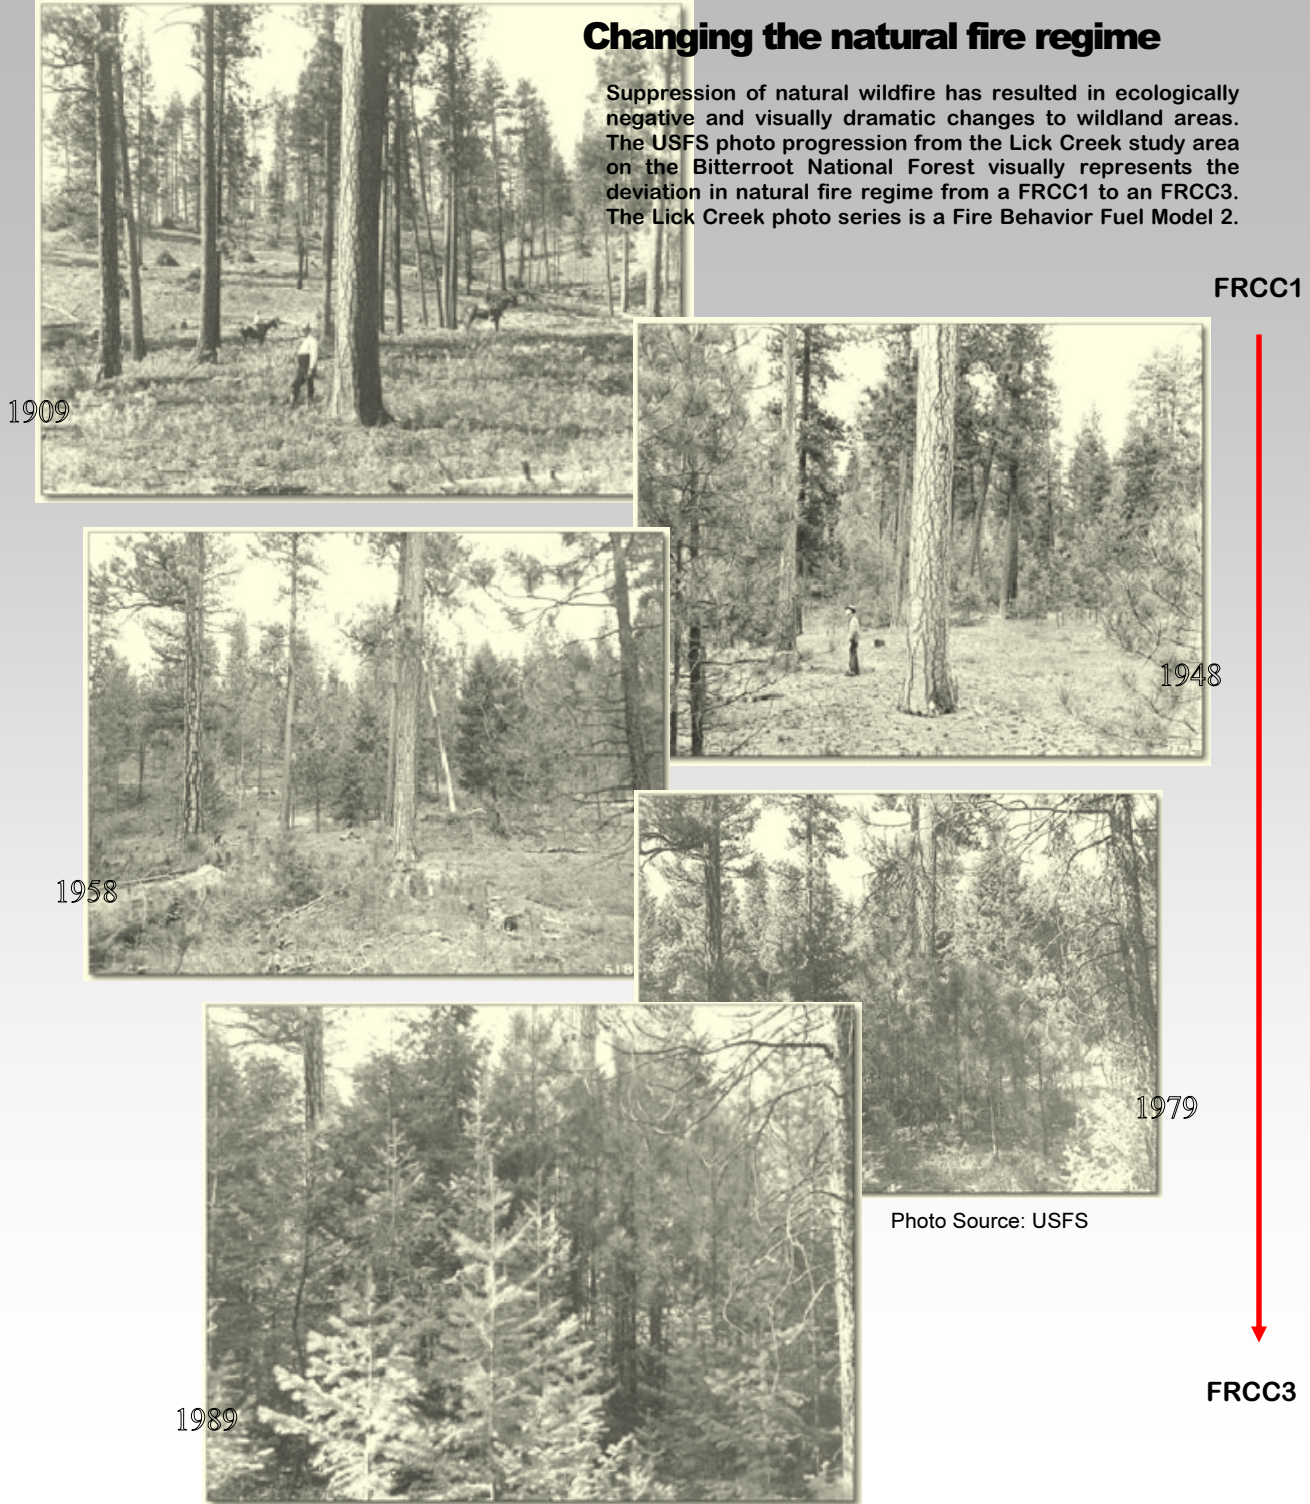 Changing the natural fire regime
Suppression of natural wildfire has resulted in ecologically
negative and visually dramatic changes to wildland areas.
The USFS photo progression from the Lick Creek study area
on the Bitterroot National Forest visually represents the
deviation in natural fire regime from a FRCC1 to an FRCC3.
The Lick Creek photo series is a Fire Behavior Fuel Model 2.
FRCC1
1909
1948
1958
518
1979
Photo Source: USFS
FRCC3
1989